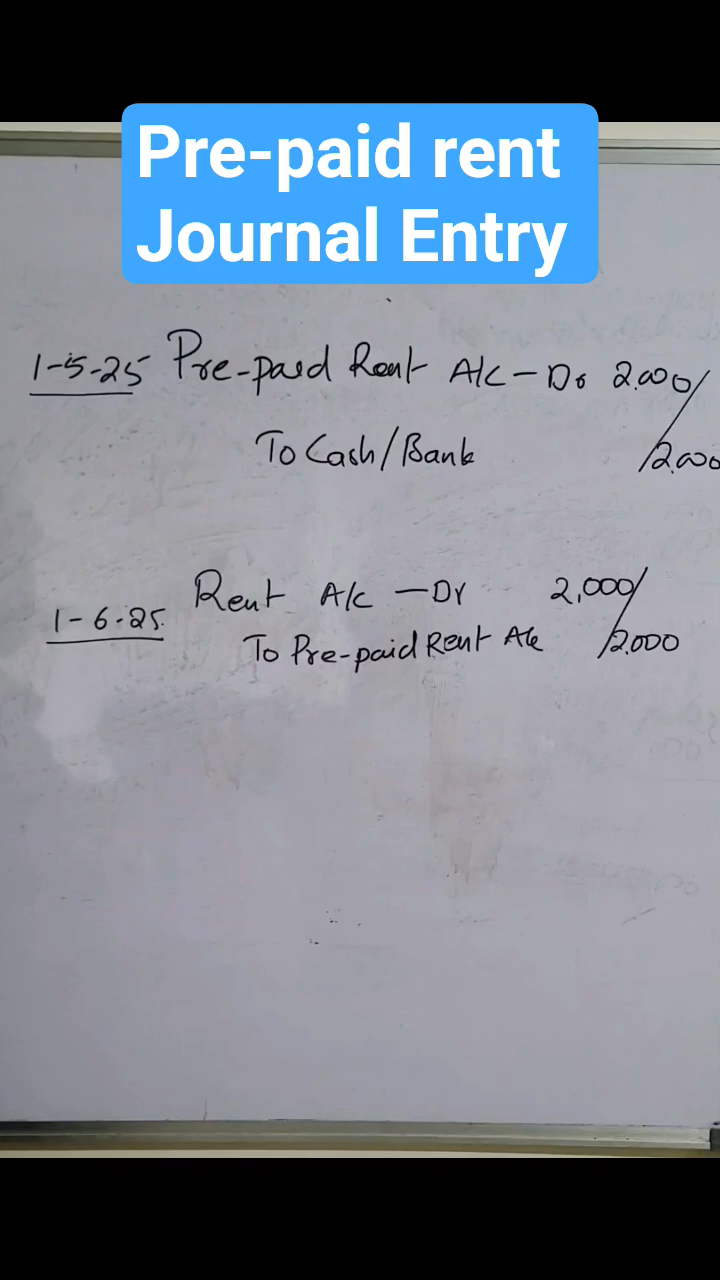 Pre-paid rent
Journal Entry
1-5-25 Pre-paid Rent A/c - Dr 2,000/
To Cash/Bank /2,000
1-6-25. Rent A/c - Dr 2,000/
To Pre-paid Rent A/c /2,000